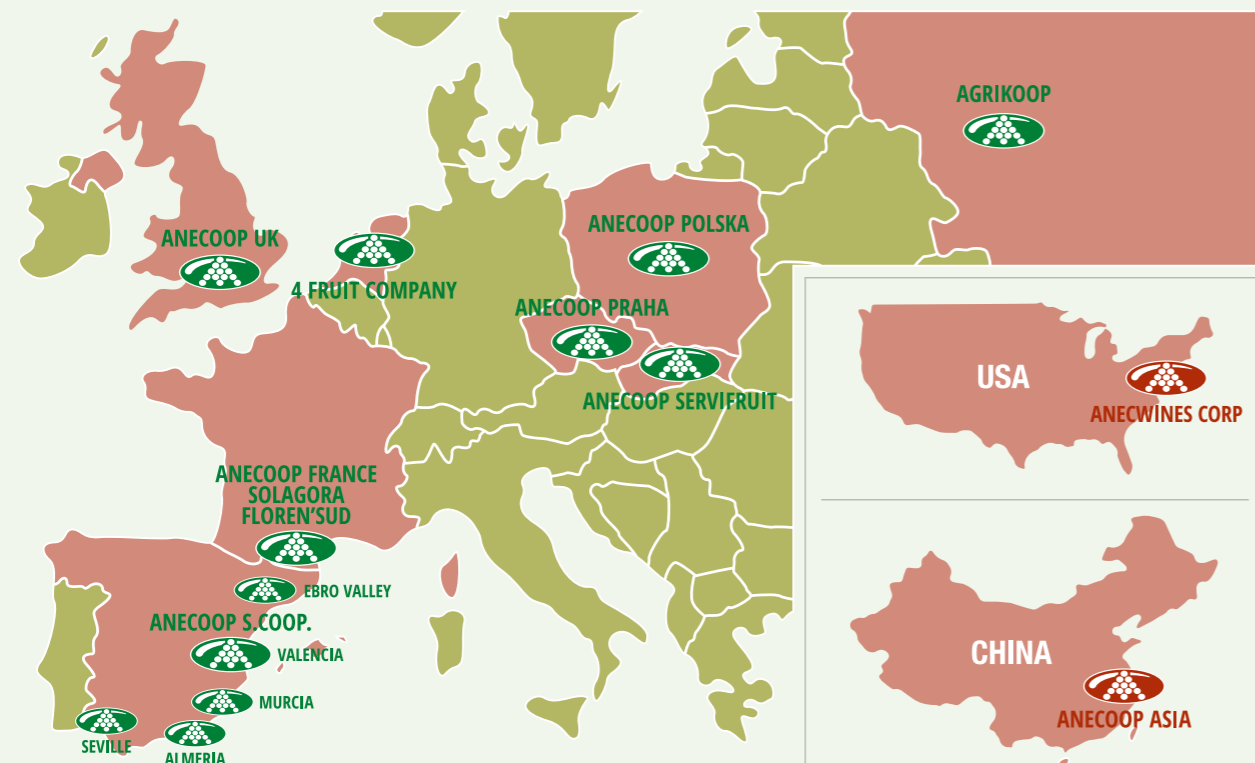 AGRIKOOP
ANECOOP UK
ANECOOP POLSKA
4 FRUIT COMPANY
ANECOOP PRAHA
ANECOOP SERVIFRUIT
USA
ANECWINES CORP
ANECOOP FRANCE
SOLAGORA
FLOREN'SUD
EBRO VALLEY
ANECOOP S.COOP.
VALENCIA
MURCIA
SEVILLE
ALMERÍA
CHINA
ANECOOP ASIA